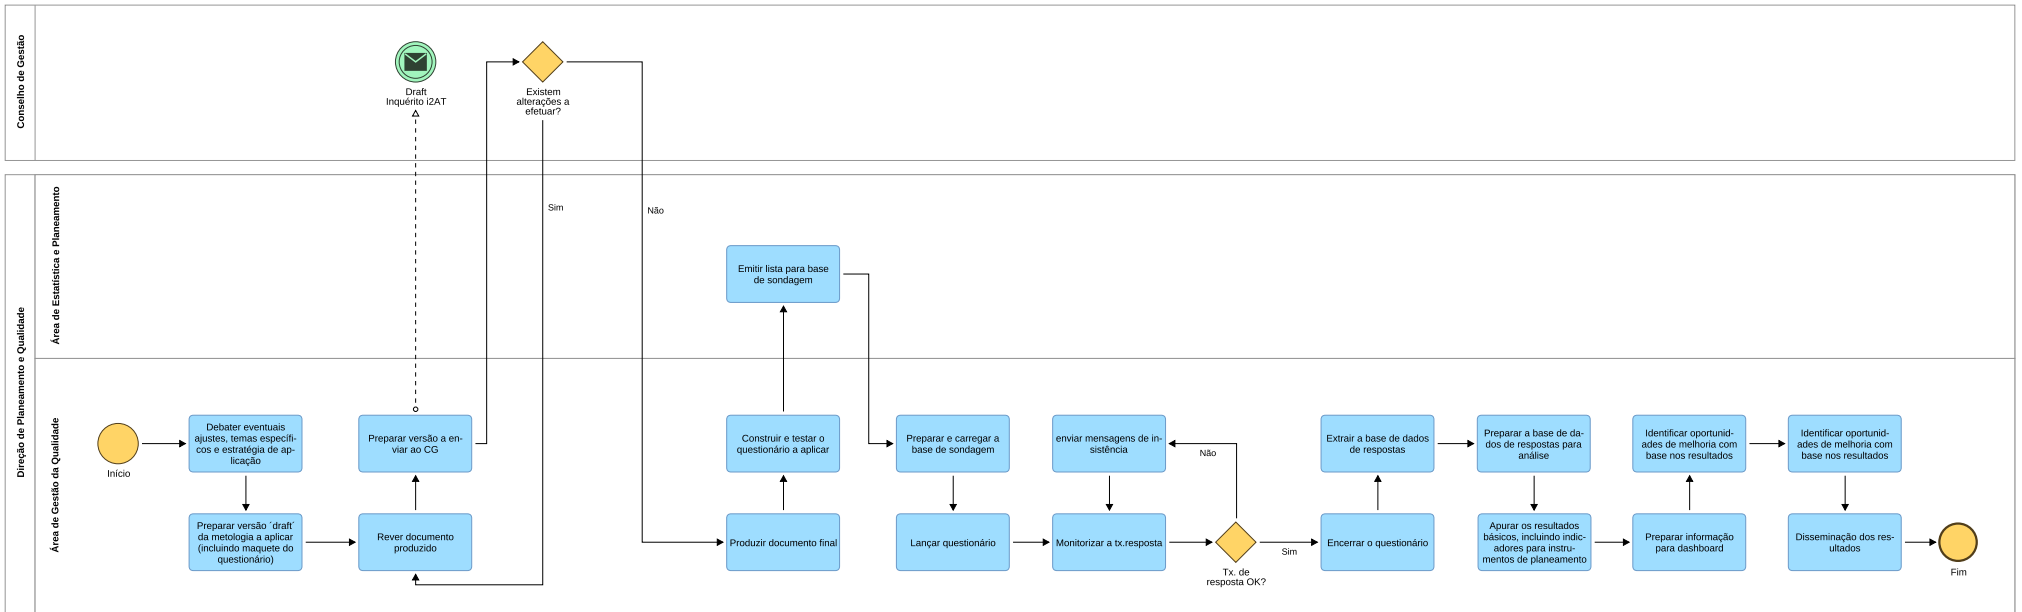 Conselho de Gestão
Draft
Inquérito i2AT
Existem
alterações a
efetuar?
Direção de Planeamento e Qualidade
Área de Estatística e Planeamento
Sim
Não
Emitir lista para base
de sondagem
Área de Gestão da Qualidade
Início
Debater eventuais
ajustes, temas específi-
cos e estratégia de ap-
licação
Preparar versão ´draft´
da metologia a aplicar
(incluindo maquete do
questionário)
Preparar versão a en-
viar ao CG
Rever documento
produzido
Construir e testar o
questionário a aplicar
Produzir documento final
Preparar e carregar a
base de sondagem
Lançar questionário
enviar mensagens de in-
sistência
Monitorizar a tx.resposta
Não
Tx. de
resposta OK?
Sim
Extrair a base de dados
de respostas
Encerrar o questionário
Preparar a base de da-
dos de respostas para
análise
Apurar os resultados
básicos, incluindo indic-
adores para instru-
mentos de planeamento
Identificar oportunid-
ades de melhoria com
base nos resultados
Preparar informação
para dashboard
Identificar oportunid-
ades de melhoria com
base nos resultados
Disseminação dos res-
ultados
Fim